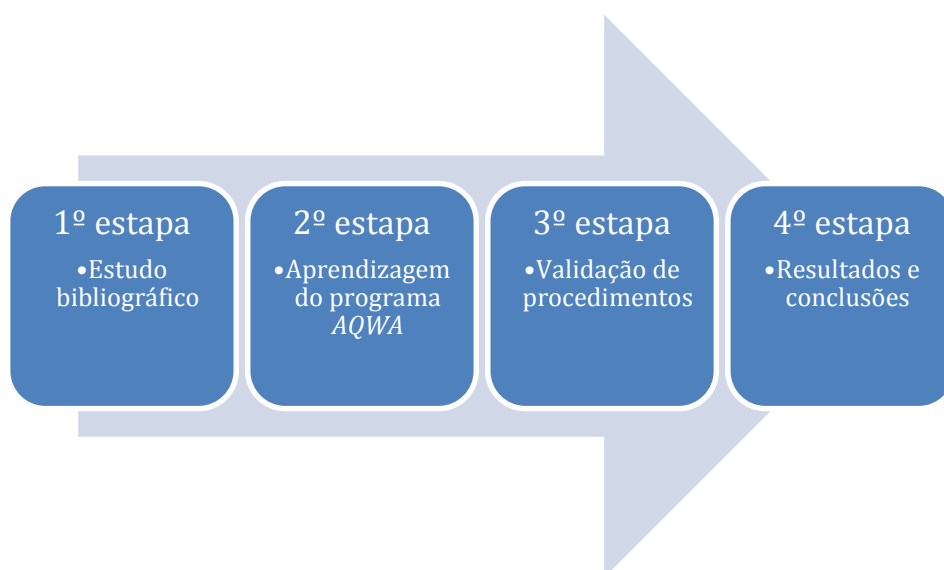 1º estapa
•Estudo
bibliográfico
2º estapa
•Aprendizagem
do programa
AQWA
3º estapa
•Validação de
procedimentos
4º estapa
•Resultados e
conclusões